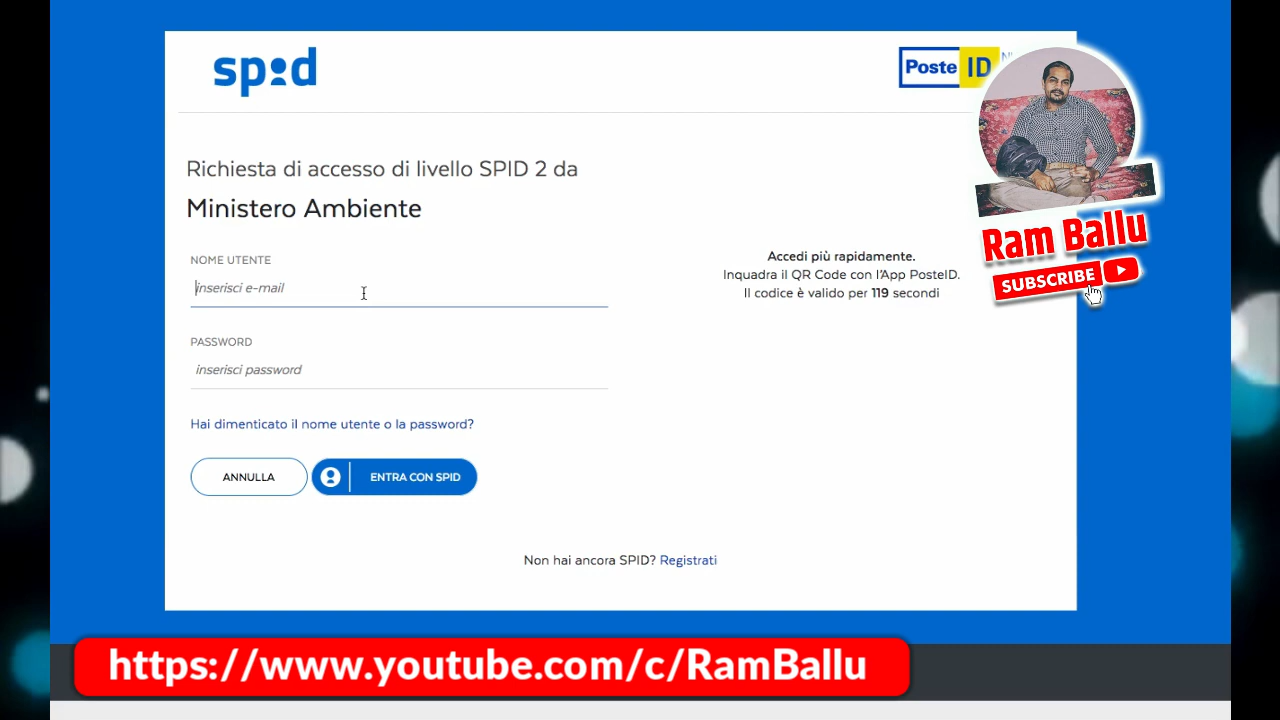 spid
Poste ID
Richiesta di accesso di livello SPID 2 da
Ministero Ambiente
NOME UTENTE
inserisci e-mail
PASSWORD
inserisci password
Hai dimenticato il nome utente o la password?
ANNULLA
ENTRA CON SPID
Accedi più rapidamente.
Inquadra il QR Code con l'App PosteID.
Il codice è valido per 119 secondi
Non hai ancora SPID? Registrati
Ram Ballu
SUBSCRIBE
https://www.youtube.com/c/RamBallu